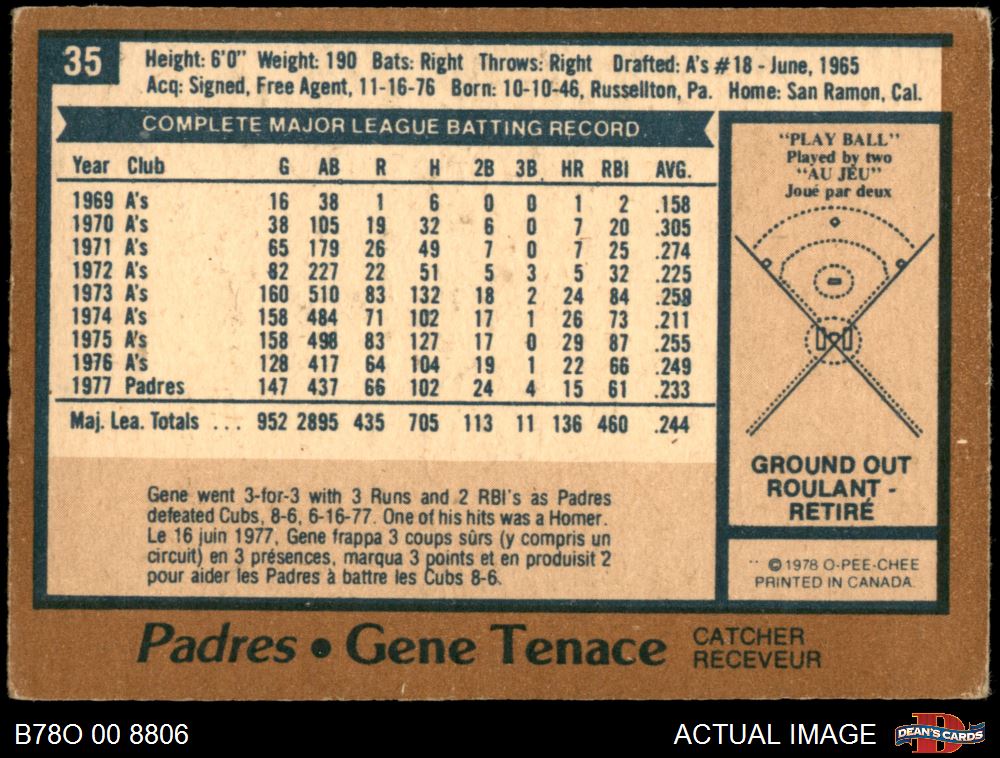 35
Height: 6'0" Weight: 190 Bats: Right Throws: Right Drafted: A's #18 - June, 1965
Acq: Signed, Free Agent, 11-16-76 Born: 10-10-46, Russellton, Pa. Home: San Ramon, Cal.
COMPLETE MAJOR LEAGUE BATTING RECORD.
Year Club G AB R H 2B 3B HR RBI AVG.
1969 A's 16 38 1 6 0 0 1 2 .158
1970 A's 38 105 19 32 6 0 7 20 .305
1971 A's 65 179 26 49 7 0 7 25 .274
1972 A's 82 227 22 51 5 3 5 32 .225
1973 A's 160 510 83 132 18 2 24 84 .259
1974 A's 158 484 71 102 17 1 26 73 .211
1975 A's 158 498 83 127 17 0 29 87 .255
1976 A's 128 417 64 104 19 1 22 66 .249
1977 Padres 147 437 66 102 24 4 15 61 .233
Maj. Lea. Totals ... 952 2895 435 705 113 11 136 460 .244
Gene went 3-for-3 with 3 Runs and 2 RBI's as Padres
defeated Cubs, 8-6, 6-16-77. One of his hits was a Homer.
Le 16 juin 1977, Gene frappa 3 coups sûrs (y compris un
circuit) en 3 présences, marqua 3 points et en produisit 2
pour aider les Padres à battre les Cubs 8-6.
"PLAY BALL"
Played by two
"AU JEU"
Joué par deux
GROUND OUT
ROULANT -
RETIRÉ
© 1978 O-PEE-CHEE
PRINTED IN CANADA.
Padres • Gene Tenace
CATCHER
RECEVEUR
B78O 00 8806
ACTUAL IMAGE
D
DEAN'S CARDS